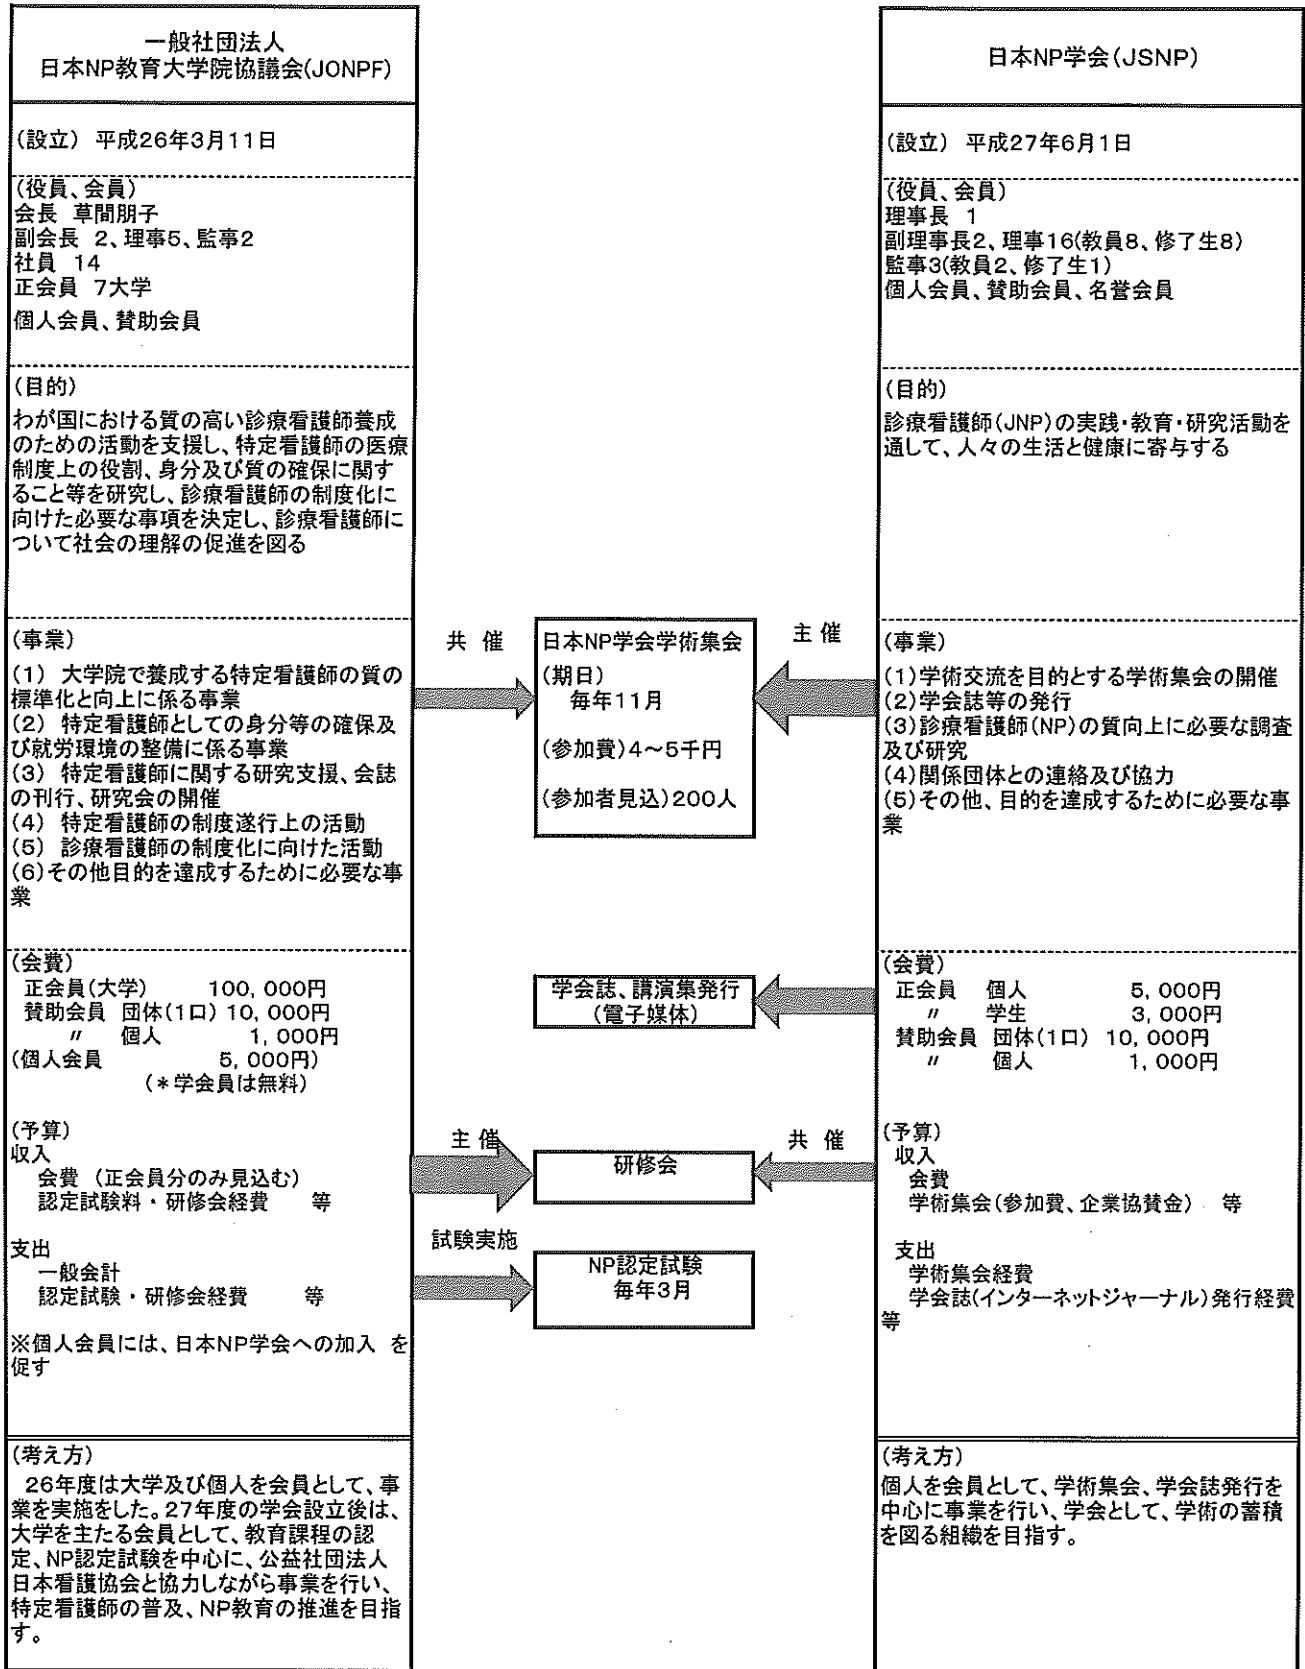 一般社団法人
日本NP教育大学院協議会(JONPF)
(設立) 平成26年3月11日
(役員、会員)
会長 草間朋子
副会長 2、理事5、監事2
社員 14
正会員 7大学
個人会員、賛助会員
(目的)
わが国における質の高い診療看護師養成
のための活動を支援し、特定看護師の医療
制度上の役割、身分及び質の確保に関す
ること等を研究し、診療看護師の制度化に
向けた必要な事項を決定し、診療看護師に
ついて社会の理解の促進を図る
(事業)
(1) 大学院で養成する特定看護師の質の
標準化と向上に係る事業
(2) 特定看護師としての身分等の確保及
び就労環境の整備に係る事業
(3) 特定看護師に関する研究支援、会誌
の刊行、研究会の開催
(4) 特定看護師の制度遂行上の活動
(5) 診療看護師の制度化に向けた活動
(6)その他目的を達成するために必要な事
業
(会費)
正会員(大学) 100,000円
賛助会員 団体(1口) 10,000円
〃 個人 1,000円
(個人会員 5,000円)
(*学会員は無料)
(予算)
収入
会費 (正会員分のみ見込む)
認定試験料・研修会経費 等
支出
一般会計
認定試験・研修会経費 等
※個人会員には、日本NP学会への加入 を
促す
(考え方)
26年度は大学及び個人を会員として、事
業を実施をした。27年度の学会設立後は、
大学を主たる会員として、教育課程の認
定、NP認定試験を中心に、公益社団法人
日本看護協会と協力しながら事業を行い、
特定看護師の普及、NP教育の推進を目指
す。
共 催
日本NP学会学術集会
(期日)
毎年11月
(参加費)4~5千円
(参加者見込)200人
主 催
学会誌、講演集発行
(電子媒体)
主 催
研修会
共 催
試験実施
NP認定試験
毎年3月
日本NP学会(JSNP)
(設立) 平成27年6月1日
(役員、会員)
理事長 1
副理事長2、理事16(教員8、修了生8)
監事3(教員2、修了生1)
個人会員、賛助会員、名誉会員
(目的)
診療看護師(JNP)の実践・教育・研究活動を
通して、人々の生活と健康に寄与する
(事業)
(1)学術交流を目的とする学術集会の開催
(2)学会誌等の発行
(3)診療看護師(NP)の質向上に必要な調査
及び研究
(4)関係団体との連絡及び協力
(5)その他、目的を達成するために必要な事
業
(会費)
正会員 個人 5,000円
〃 学生 3,000円
賛助会員 団体(1口) 10,000円
〃 個人 1,000円
(予算)
収入
会費
学術集会(参加費、企業協賛金) 等
支出
学術集会経費
学会誌(インターネットジャーナル)発行経費
等
(考え方)
個人を会員として、学術集会、学会誌発行を
中心に事業を行い、学会として、学術の蓄積
を図る組織を目指す。